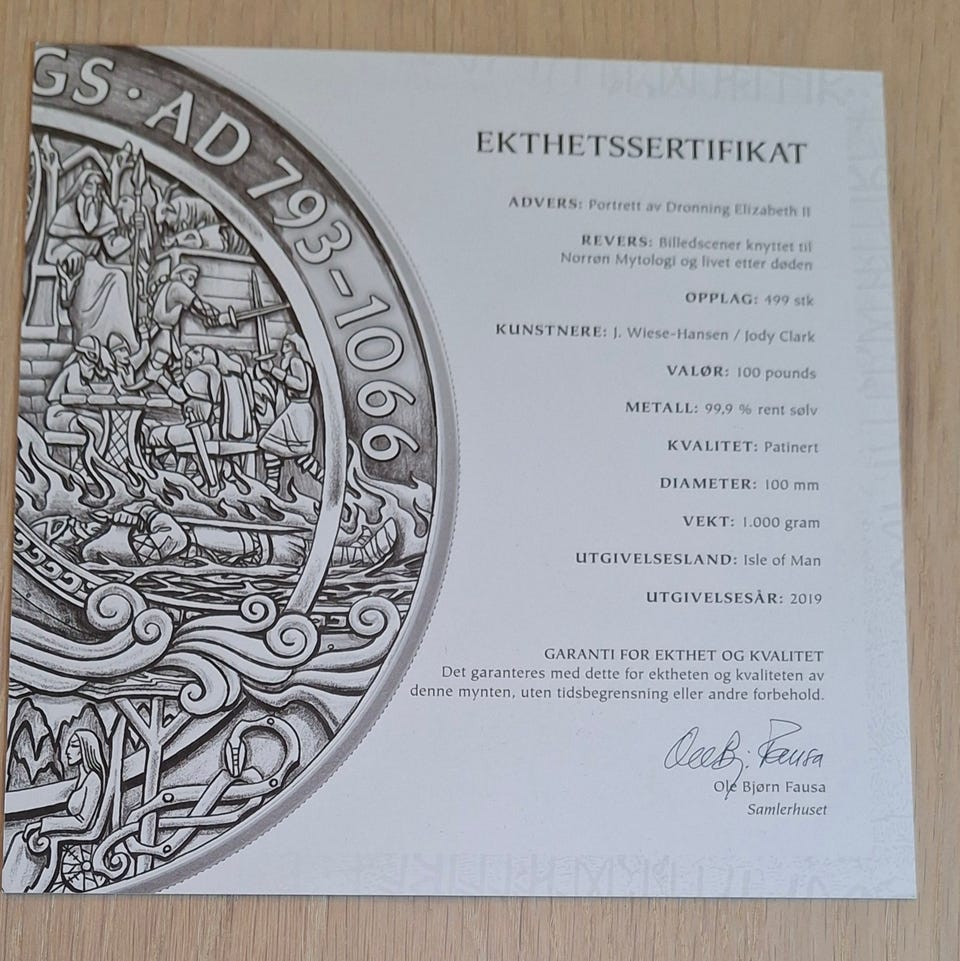 GS · AD 793-1066
EKTHETSSERTIFIKAT
ADVERS: Portrett av Dronning Elizabeth II
REVERS: Billedscener knyttet til
Norrøn Mytologi og livet etter døden
OPPLAG: 499 stk
KUNSTNERE: J. Wiese-Hansen / Jody Clark
VALØR: 100 pounds
METALL: 99,9 % rent sølv
KVALITET: Patinert
DIAMETER: 100 mm
VEKT: 1.000 gram
UTGIVELSESLAND: Isle of Man
UTGIVELSESÅR: 2019
GARANTI FOR EKTHET OG KVALITET
Det garanteres med dette for ektheten og kvaliteten av
denne mynten, uten tidsbegrensning eller andre forbehold.
Ole Bj. Fausa
Ole Bjørn Fausa
Samlerhuset